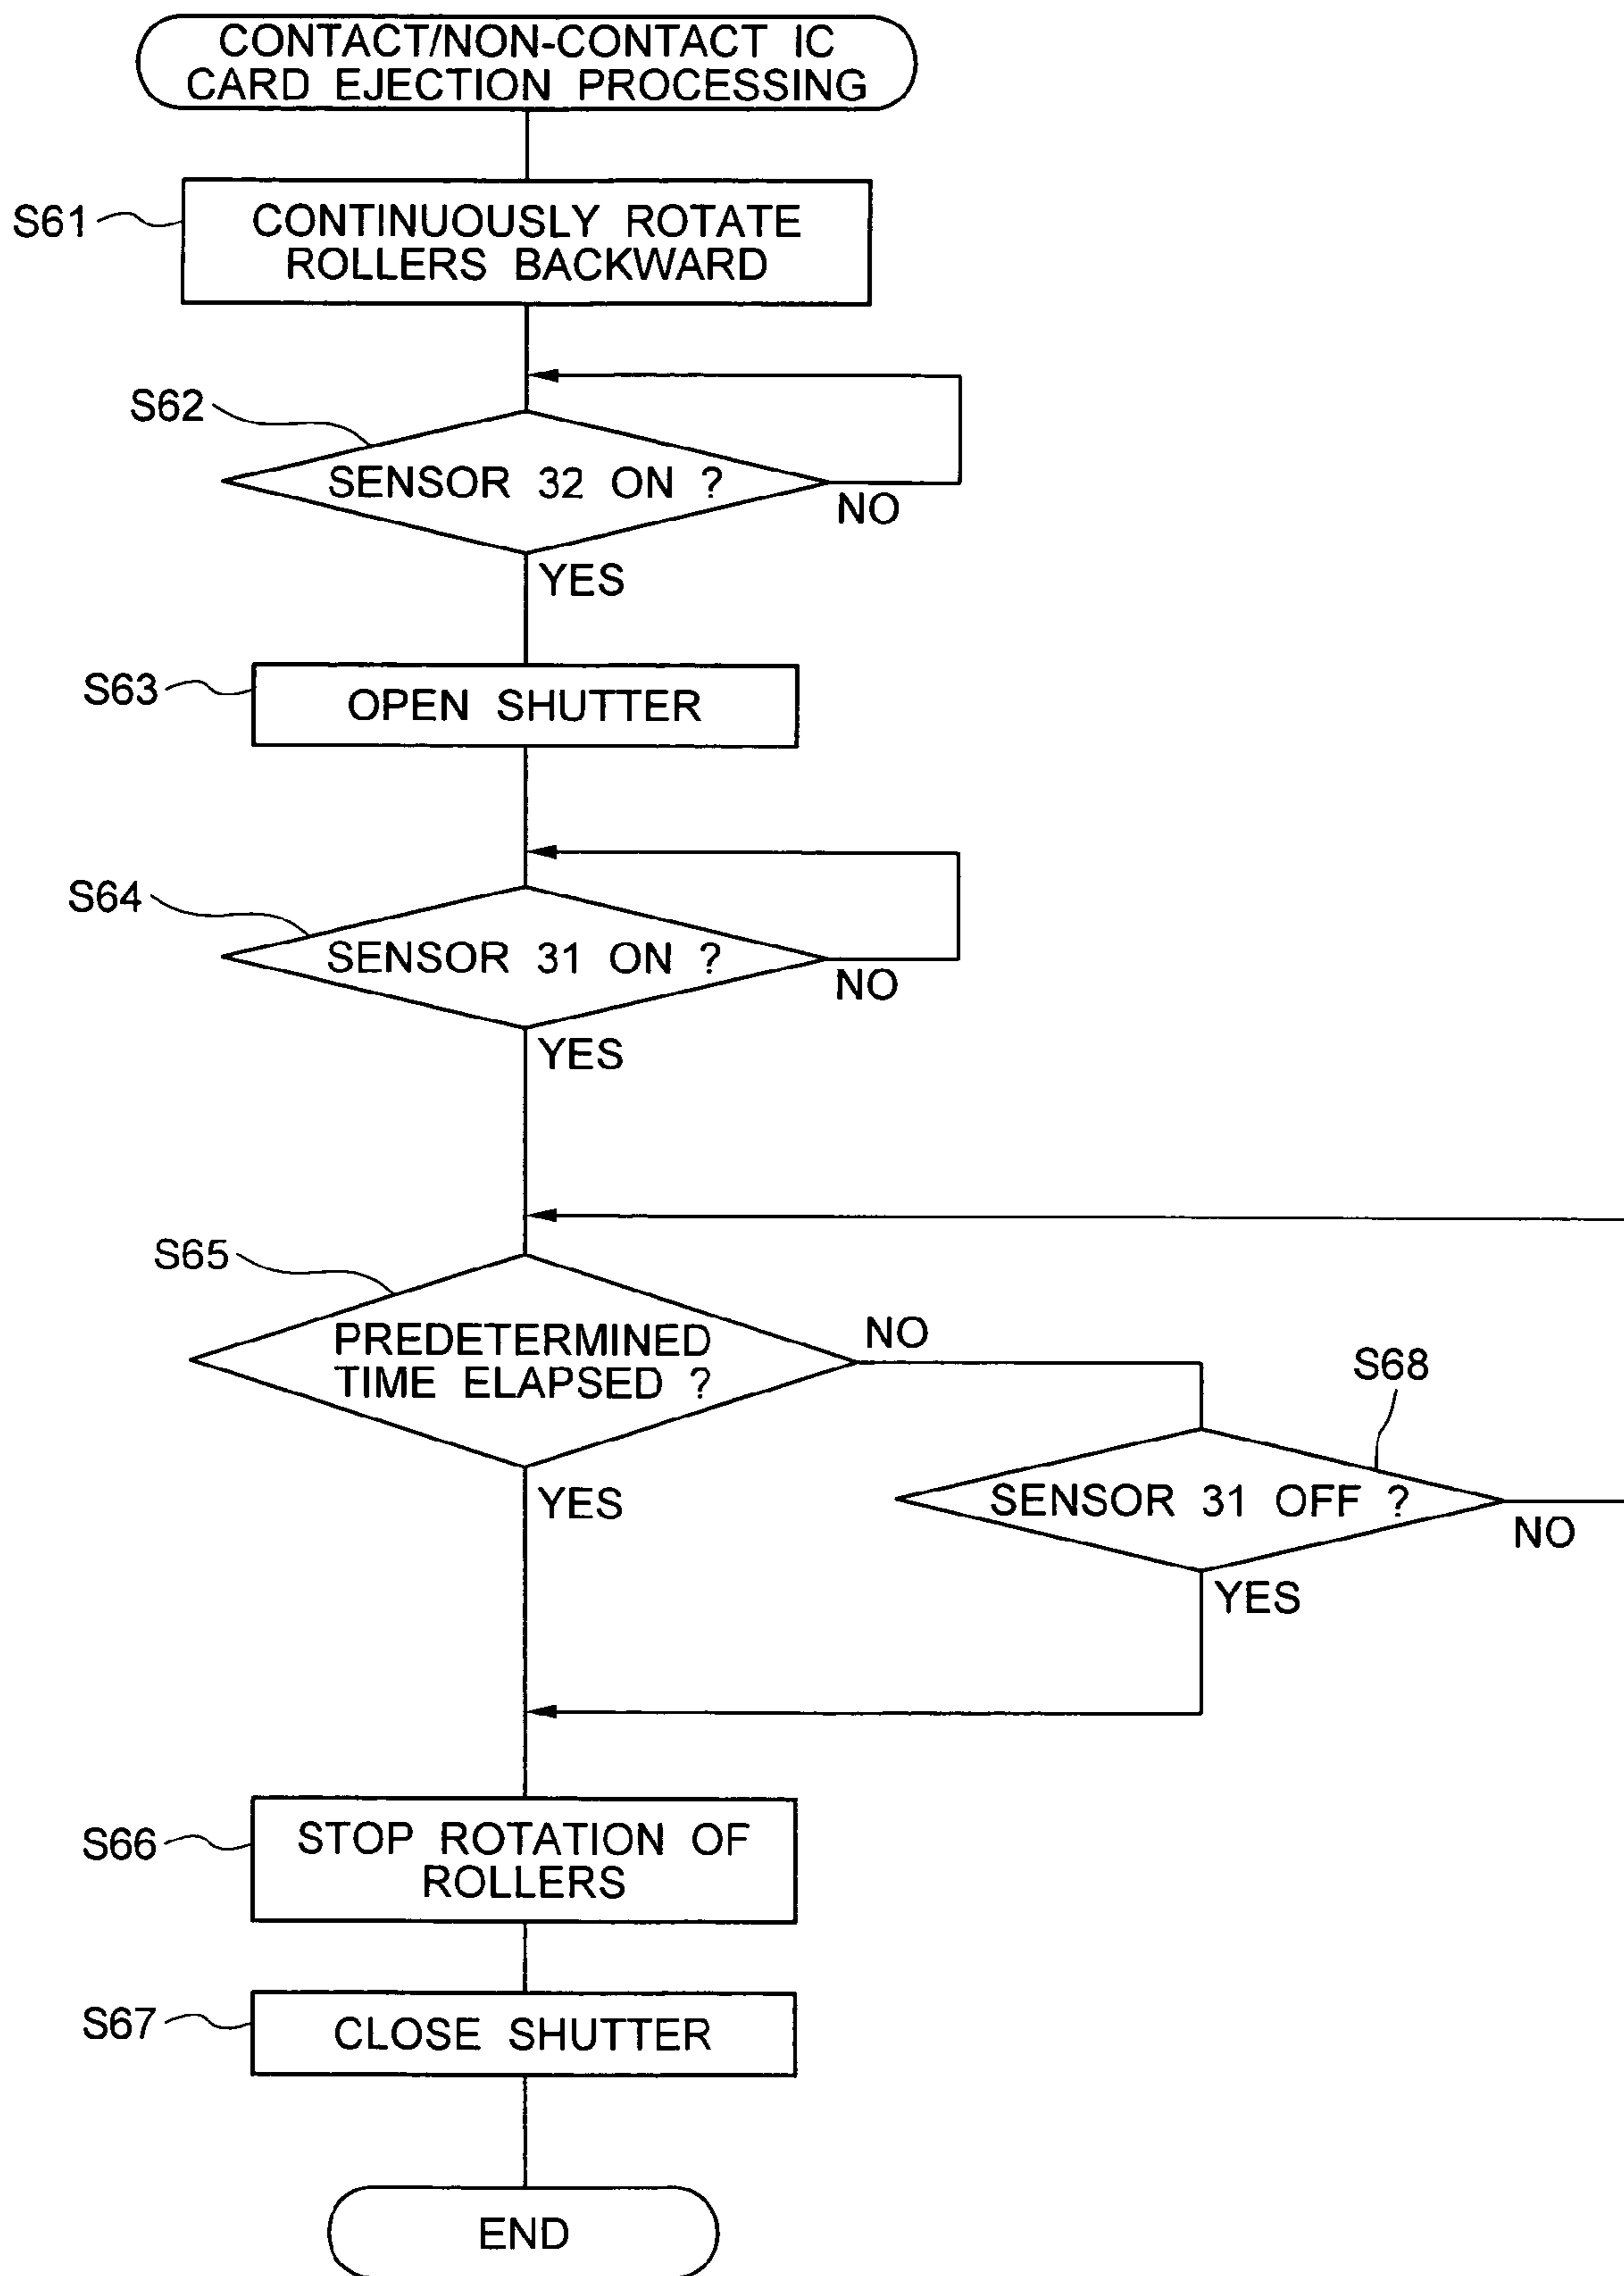 CONTACT/NON-CONTACT IC
CARD EJECTION PROCESSING
S61
CONTINUOUSLY ROTATE
ROLLERS BACKWARD
S62
SENSOR 32 ON ?
NO
YES
S63
OPEN SHUTTER
S64
SENSOR 31 ON ?
NO
YES
S65
PREDETERMINED
TIME ELAPSED ?
NO
YES
S68
SENSOR 31 OFF ?
NO
YES
S66
STOP ROTATION OF
ROLLERS
S67
CLOSE SHUTTER
END